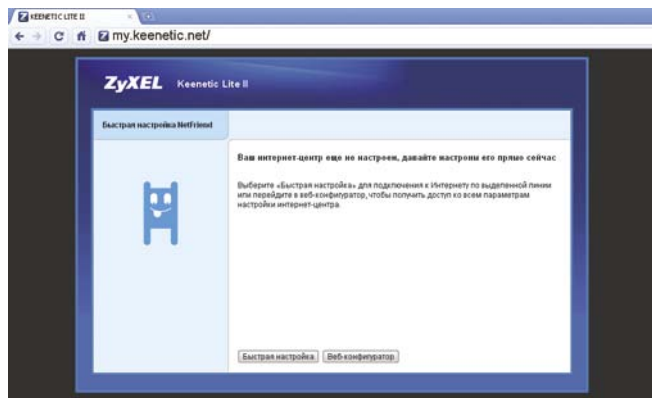 KEENETIC LITE II
my.keenetic.net/
ZyXEL Keenetic Lite II
Быстрая настройка NetFriend
Ваш интернет-центр еще не настроен, давайте настроим его прямо сейчас
Выберите «Быстрая настройка» для подключения к Интернету по выделенной линии
или перейдите в веб-конфигуратор, чтобы получить доступ ко всем параметрам
настройки интернет-центра.
Быстрая настройка Веб-конфигуратор